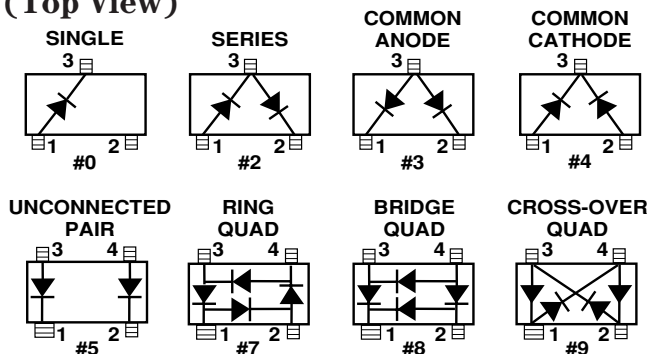 (Top View)
SINGLE
3
1 2
#0
SERIES
3
1 2
#2
COMMON
ANODE
3
1 2
#3
COMMON
CATHODE
3
1 2
#4
UNCONNECTED
PAIR
3 4
1 2
#5
RING
QUAD
3 4
1 2
#7
BRIDGE
QUAD
3 4
1 2
#8
CROSS-OVER
QUAD
3 4
1 2
#9